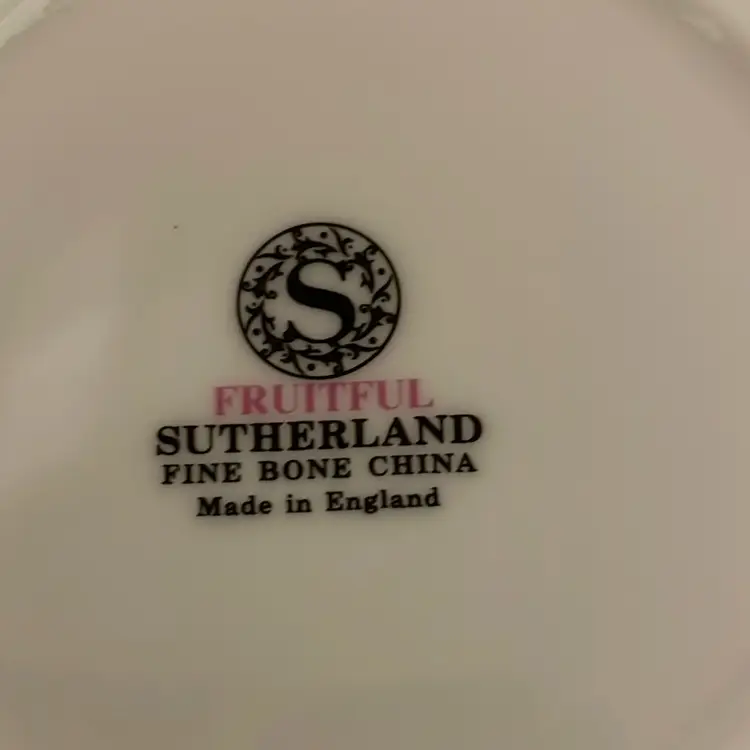 S
FRUITFUL
SUTHERLAND
FINE BONE CHINA
Made in England